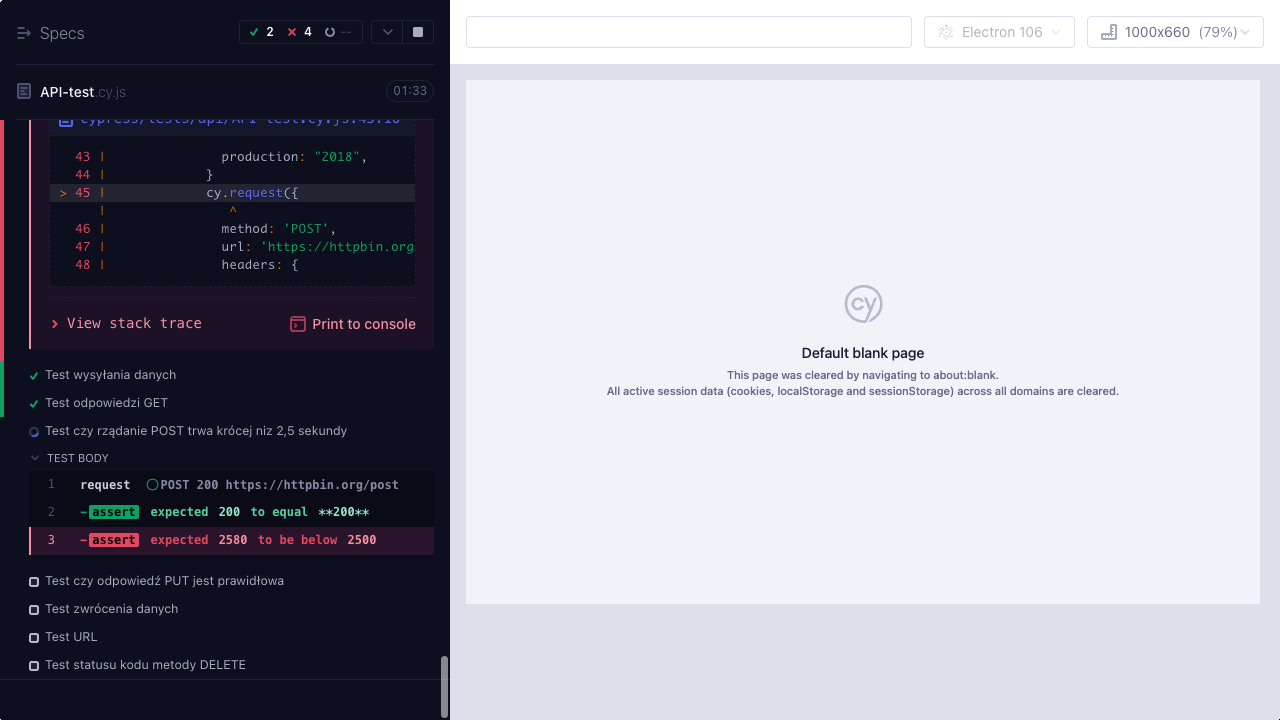 Specs
2
4
--
Electron 106
1000x660 (79%)
API-test.cy.js
01:33
cypress/tests/api/API-test.cy.js:45:16
43 | production: "2018",
44 | }
> 45 | cy.request({
| ^
46 | method: 'POST',
47 | url: 'https://httpbin.org
48 | headers: {
View stack trace
Print to console
Test wysyłania danych
Test odpowiedzi GET
Test czy rządanie POST trwa krócej niz 2,5 sekundy
TEST BODY
1 request POST 200 https://httpbin.org/post
2 -assert expected 200 to equal **200**
3 -assert expected 2580 to be below 2500
Test czy odpowiedź PUT jest prawidłowa
Test zwrócenia danych
Test URL
Test statusu kodu metody DELETE
cy
Default blank page
This page was cleared by navigating to about:blank.
All active session data (cookies, localStorage and sessionStorage) across all domains are cleared.